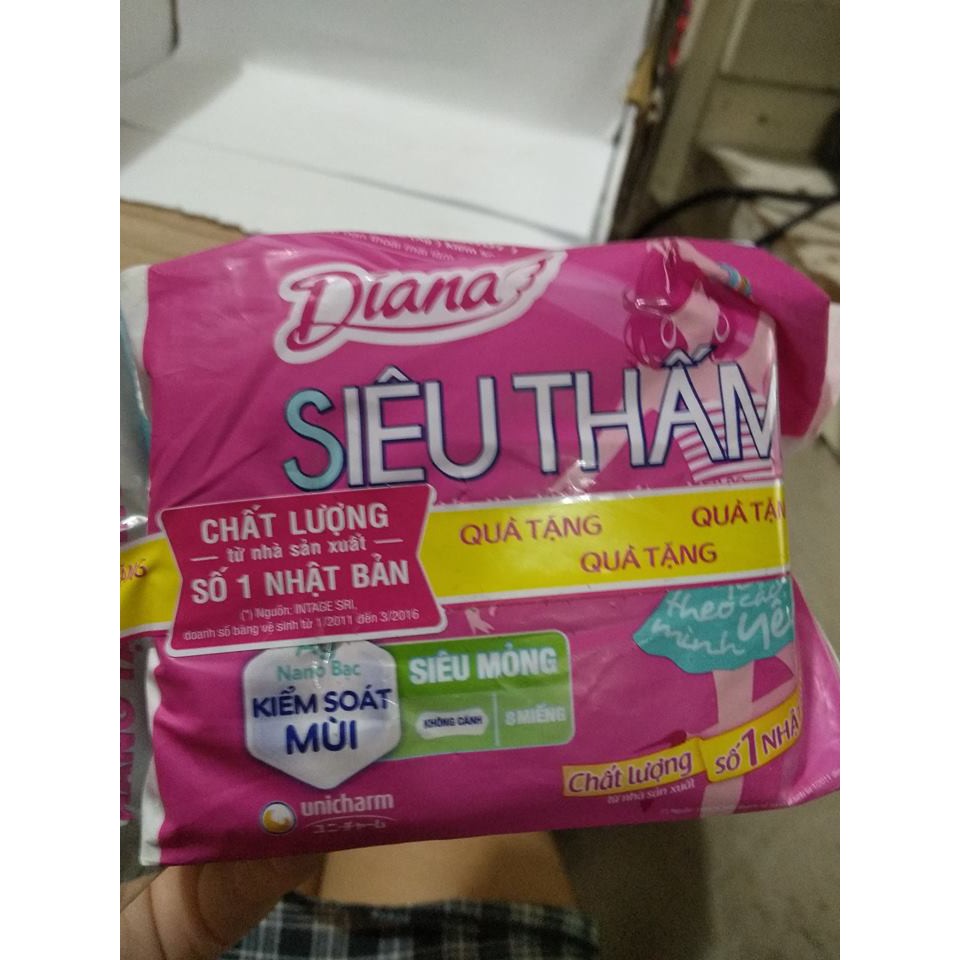 Diana
SIÊU THẤM
CHẤT LƯỢNG
từ nhà sản xuất
SỐ 1 NHẬT BẢN
(*) Nguồn: INTAGE SRI,
doanh số băng vệ sinh từ 1/2011 đến 3/2016
QUÀ TẶNG
QUÀ TẶNG
QUÀ TẶNG
theo cách
mình yêu
Nano Bạc
KIỂM SOÁT
MÙI
SIÊU MỎNG
KHÔNG CÁNH
8 MIẾNG
Chất lượng
từ nhà sản xuất
số 1 NHẬT
unicharm
ユニ・チャーム